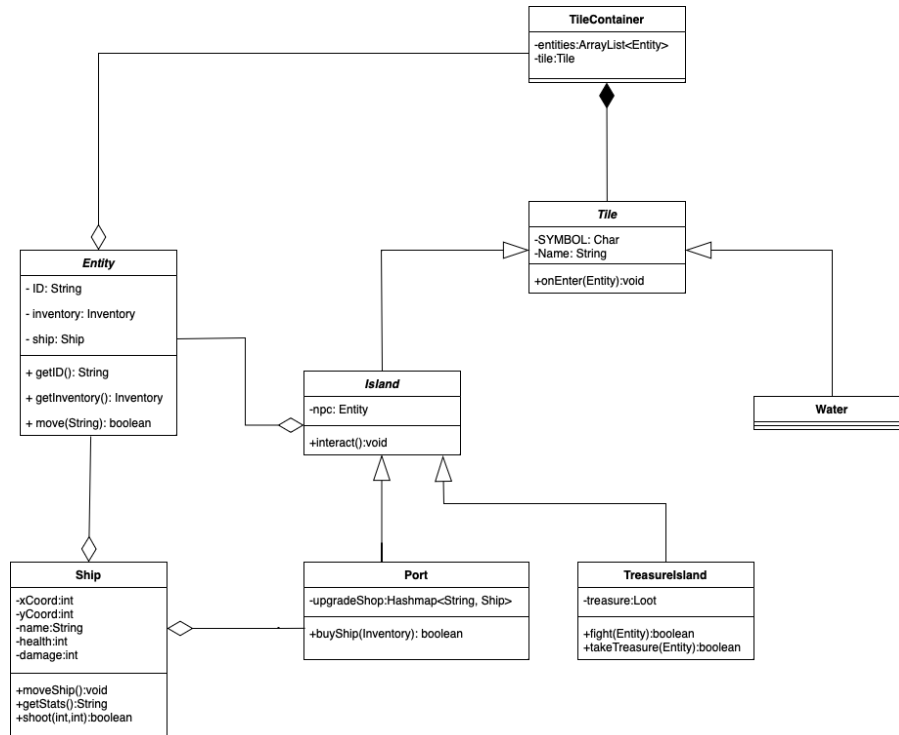 TileContainer
-entities:ArrayList<Entity>
-tile:Tile
Tile
-SYMBOL: Char
-Name: String
+onEnter(Entity):void
Entity
- ID: String
- inventory: Inventory
- ship: Ship
+ getID(): String
+ getInventory(): Inventory
+ move(String): boolean
Island
-npc: Entity
+interact():void
Water
Ship
-xCoord:int
-yCoord:int
-name:String
-health:int
-damage:int
+moveShip():void
+getStats():String
+shoot(int,int):boolean
Port
-upgradeShop:Hashmap<String, Ship>
+buyShip(Inventory): boolean
TreasureIsland
-treasure:Loot
+fight(Entity):boolean
+takeTreasure(Entity):boolean